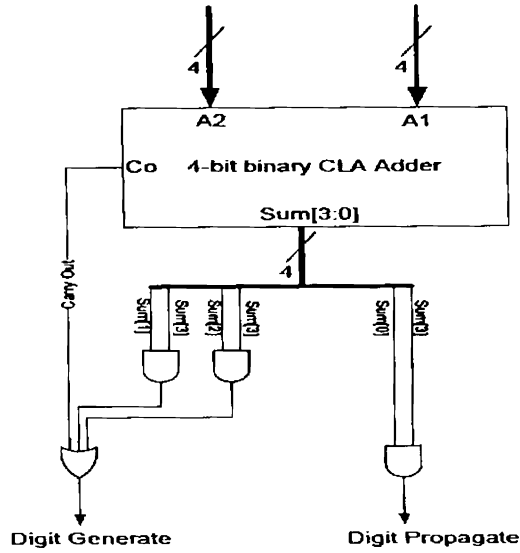 4
4
A2
A1
Co
4-bit binary CLA Adder
Sum[3:0]
4
Carry Out
Sum[1]
Sum[3]
Sum[2]
Sum[3]
Sum[0]
Sum[3]
Digit Generate
Digit Propagate